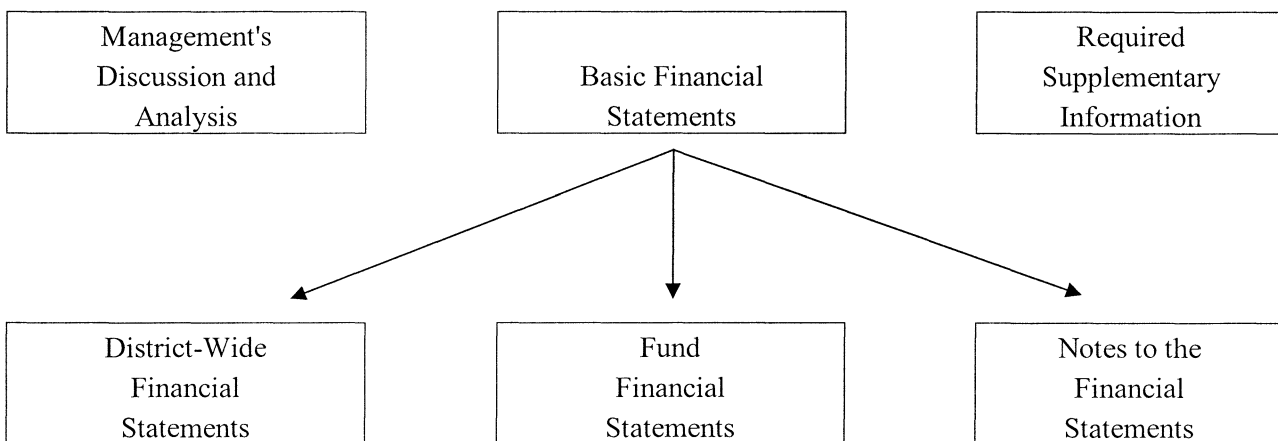 Management's
Discussion and
Analysis
Basic Financial
Statements
Required
Supplementary
Information
District-Wide
Financial
Statements
Fund
Financial
Statements
Notes to the
Financial
Statements